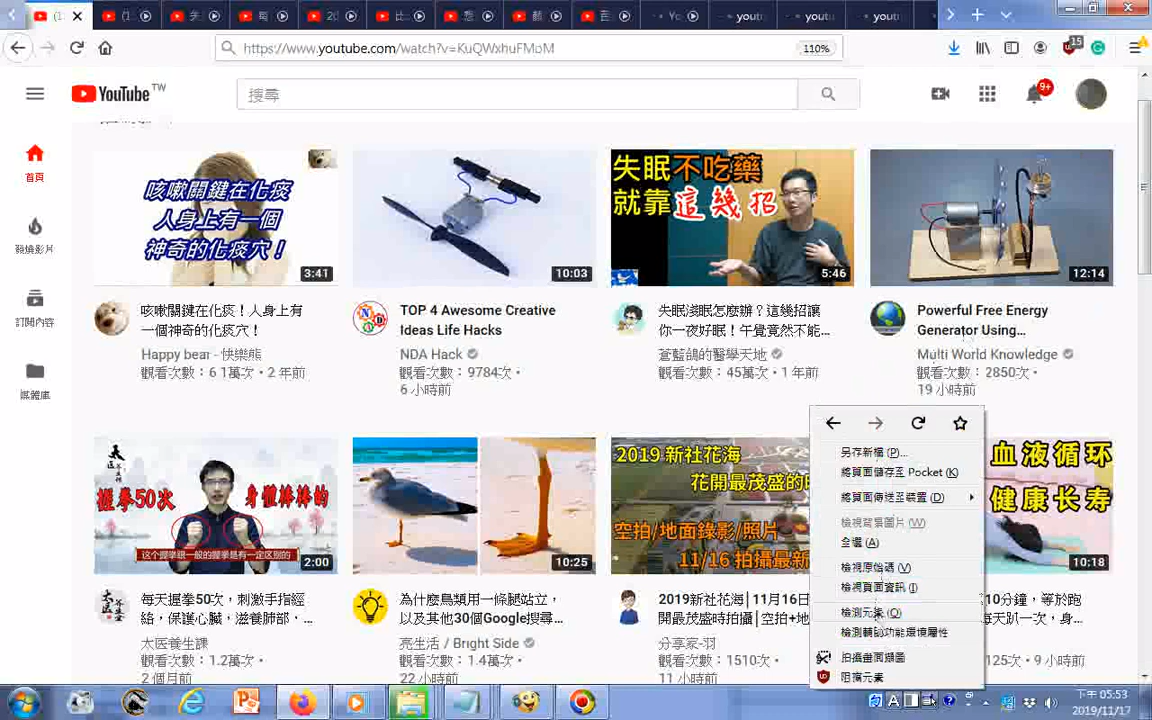 https://www.youtube.com/watch?v=KuQWxhuFMoM
110%
15
YouTube TW
搜尋
9+
首頁
發燒影片
訂閱內容
媒體庫
咳嗽關鍵在化痰
人身上有一個
神奇的化痰穴！
3:41
10:03
失眠不吃藥
就靠這幾招
5:46
12:14
咳嗽關鍵在化痰！人身上有
一個神奇的化痰穴！
Happy bear - 快樂熊
觀看次數：6.1萬次 • 2 年前
TOP 4 Awesome Creative
Ideas Life Hacks
NDA Hack
觀看次數：9784次 •
6 小時前
失眠淺眠怎麼辦？這幾招讓
你一夜好眠！午覺竟然不能...
蒼藍鴿的醫學天地
觀看次數：45萬次 • 1 年前
Powerful Free Energy
Generator Using...
Multi World Knowledge
觀看次數：2850次 •
19 小時前
握拳50次
身體棒棒的
这个握拳跟一般的握拳是有一定区别的
2:00
10:25
2019 新社花海
花開最茂盛的時
空拍/地面錄影/照片
11/16 拍攝最新
血液循环
健康长寿
10:18
每天握拳50次，刺激手指經
絡，保護心臟，滋養肺部，...
太医養生課
觀看次數：1.2萬次 •
2 個月前
為什麼鳥類用一條腿站立，
以及其他30個Google搜尋...
亮生活 / Bright Side
觀看次數：1.4萬次 •
22 小時前
2019新社花海│11月16日
開最茂盛時拍攝│空拍+地
分享家-羽
觀看次數：1510次 •
11 小時前
10分鐘，等於跑
每天趴一次，身...
125次 • 9 小時前
另存新檔(P)...
將頁面儲存至 Pocket (K)
將頁面傳送至裝置 (D)
檢視背景圖片 (W)
全選 (A)
檢視原始碼 (V)
檢視頁面資訊 (I)
檢測元素 (Q)
檢測輔助功能環境屬性
拍攝畫面擷圖
阻擋元素
下午 05:53
2019/11/17